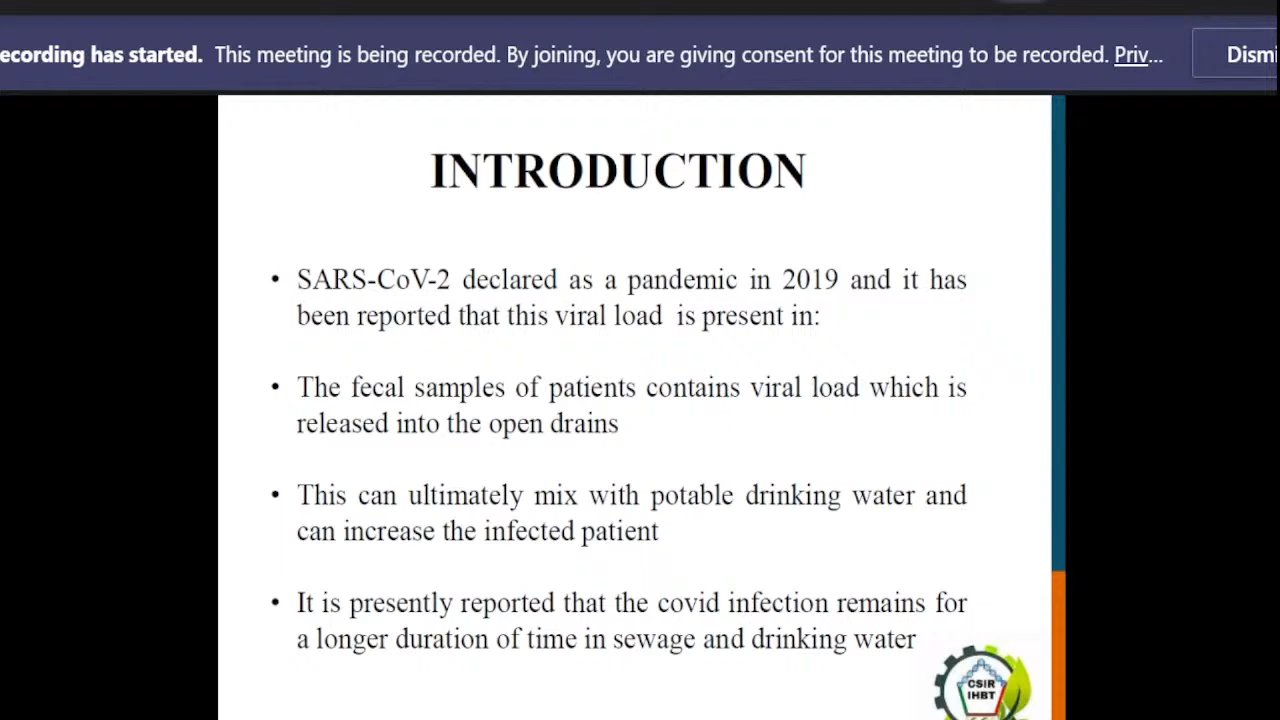 ecording has started. This meeting is being recorded. By joining, you are giving consent for this meeting to be recorded. Priv...
Dismi
INTRODUCTION
• SARS-CoV-2 declared as a pandemic in 2019 and it has
been reported that this viral load is present in:
• The fecal samples of patients contains viral load which is
released into the open drains
• This can ultimately mix with potable drinking water and
can increase the infected patient
• It is presently reported that the covid infection remains for
a longer duration of time in sewage and drinking water
CSIR
IHBT